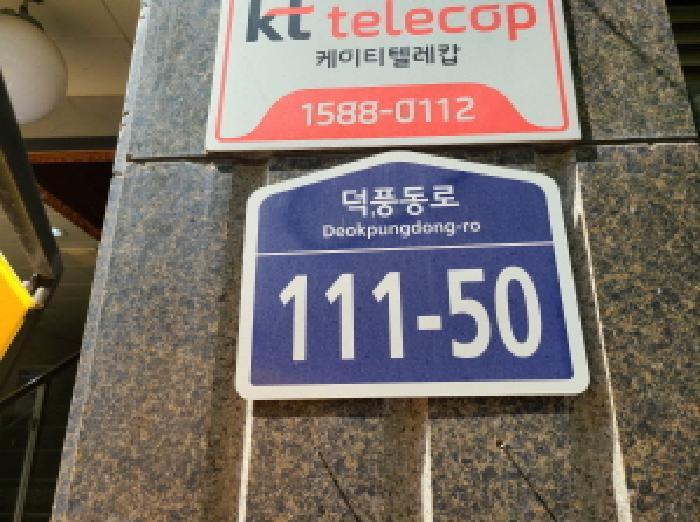 kt telecop
케이티텔레캅
1588-0112
덕풍동로
Deokpungdong-ro
111-50